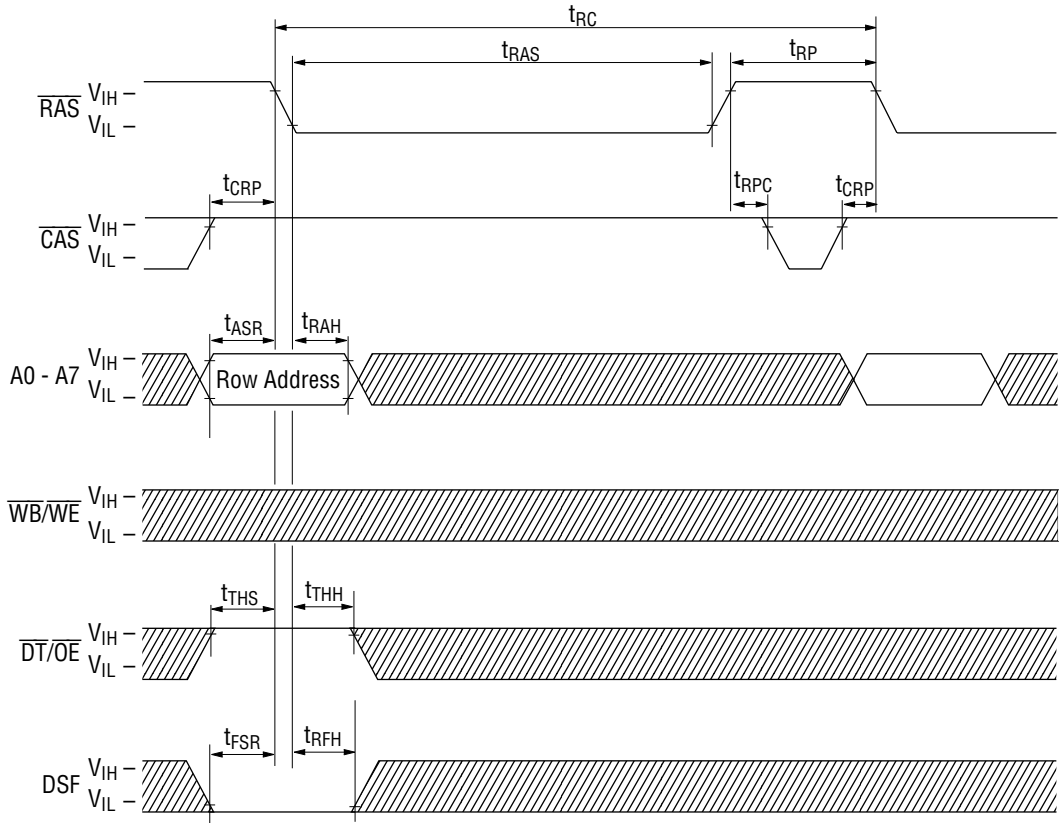 tRC
tRAS
tRP
RAS VIH –
VIL –
tCRP
tRPC
tCRP
CAS VIH –
VIL –
tASR
tRAH
A0 - A7 VIH –
VIL –
Row Address
WB/WE VIH –
VIL –
tTHS
tTHH
DT/OE VIH –
VIL –
tFSR
tRFH
DSF VIH –
VIL –